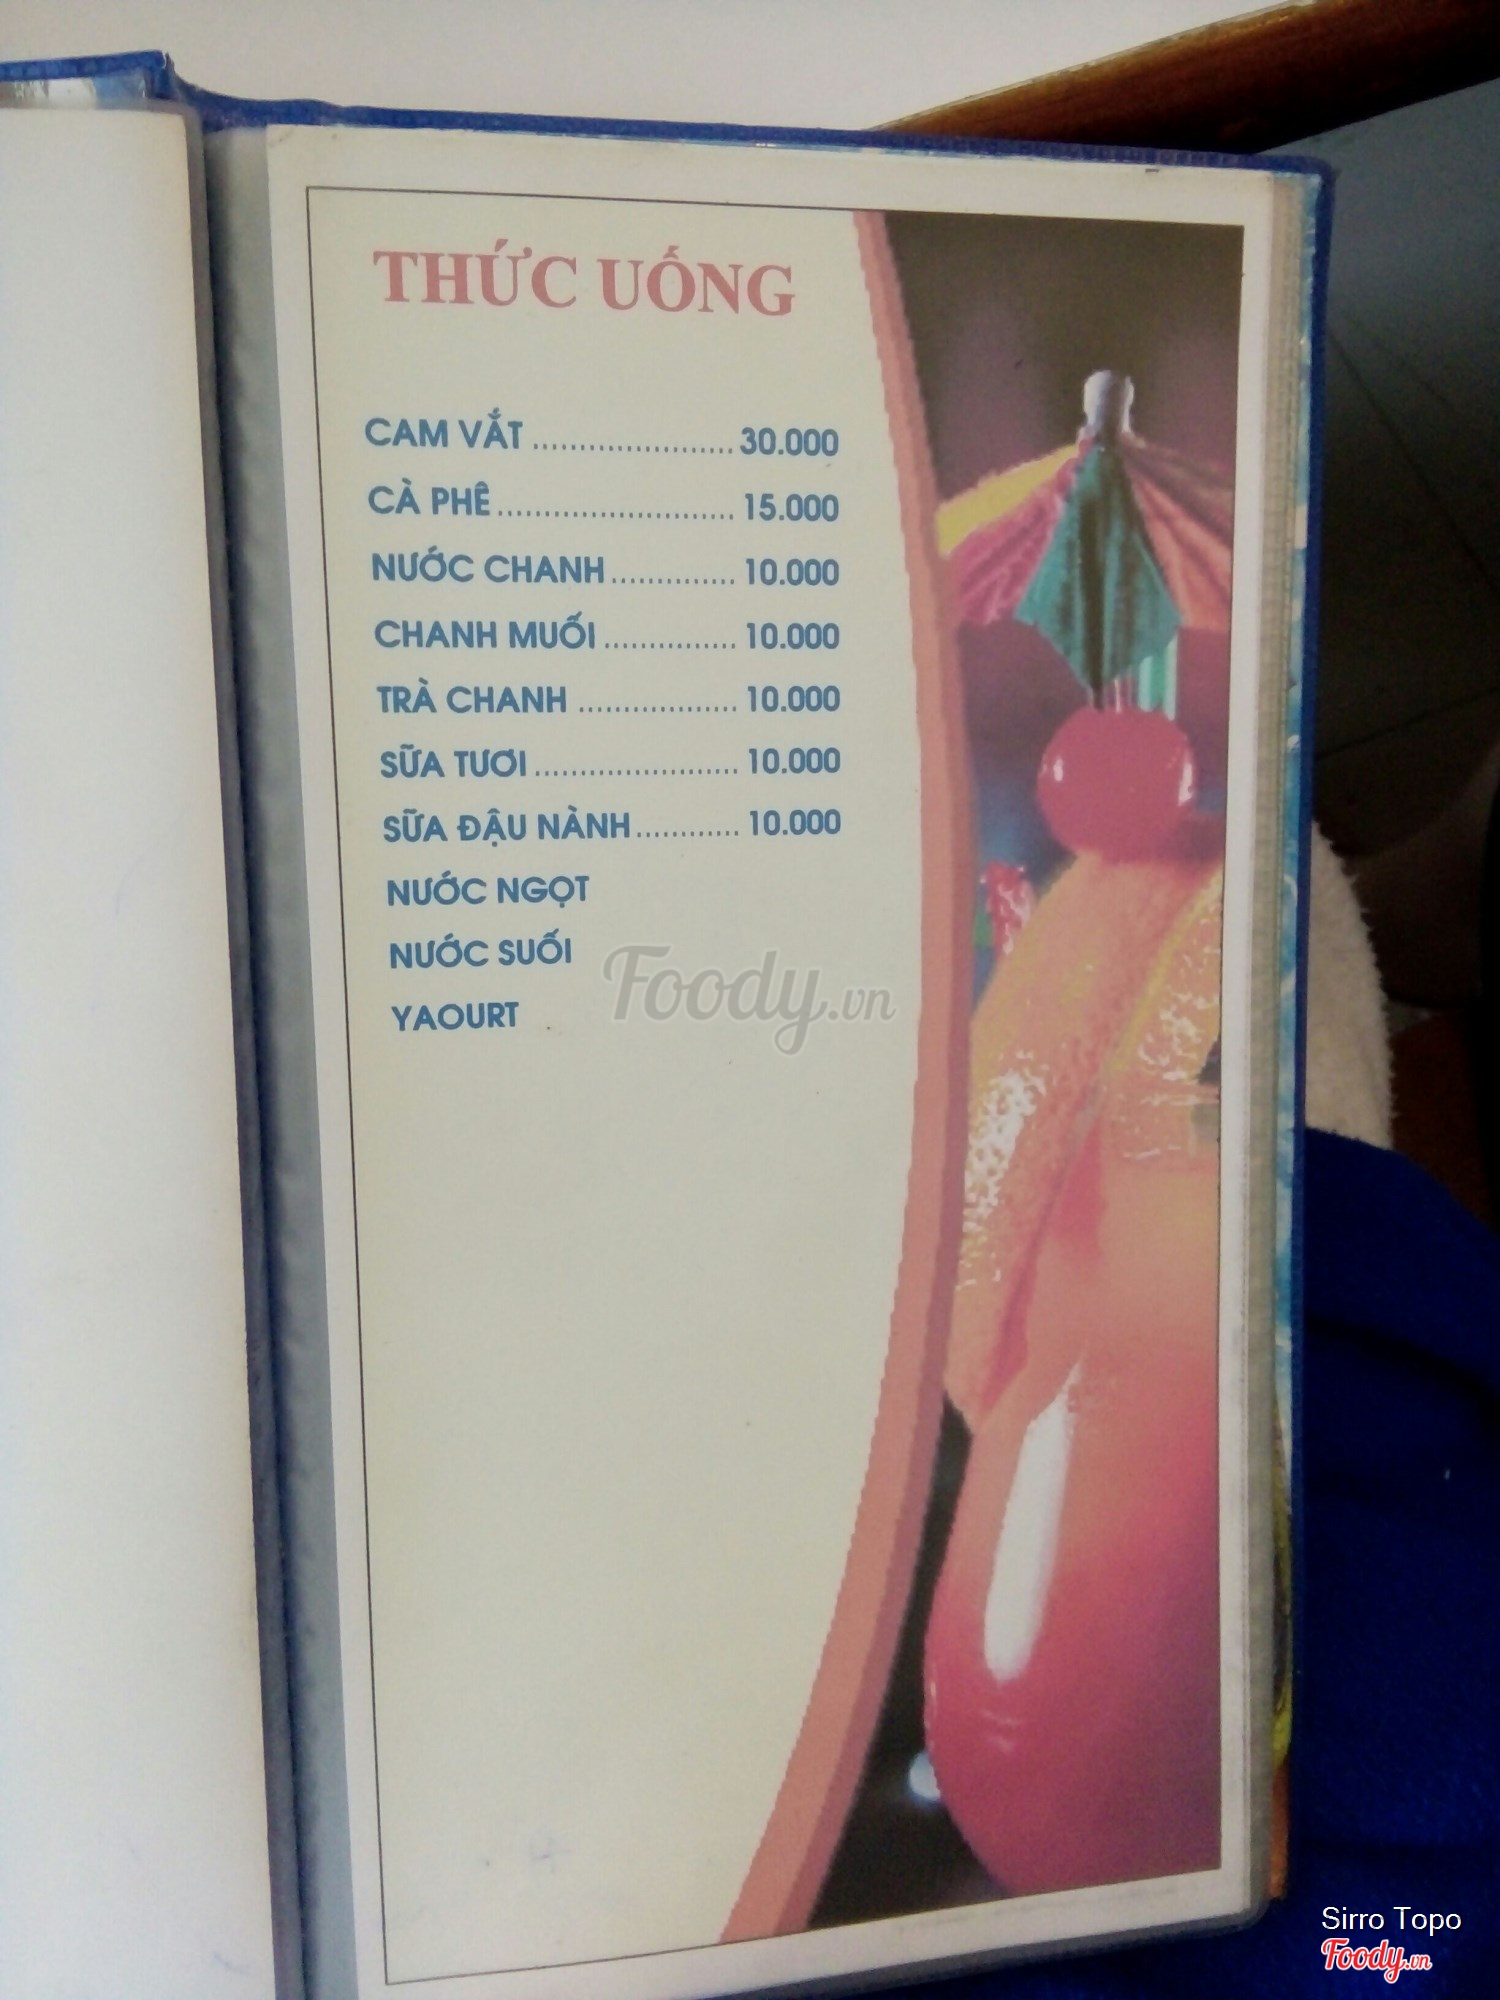 THỨC UỐNG
CAM VẮT ...................... 30.000
CÀ PHÊ .......................... 15.000
NƯỚC CHANH .............. 10.000
CHANH MUỐI ............... 10.000
TRÀ CHANH .................. 10.000
SỮA TƯƠI ...................... 10.000
SỮA ĐẬU NÀNH ............ 10.000
NƯỚC NGỌT
NƯỚC SUỐI
YAOURT
Foody.vn
Sirro Topo
Foody.vn